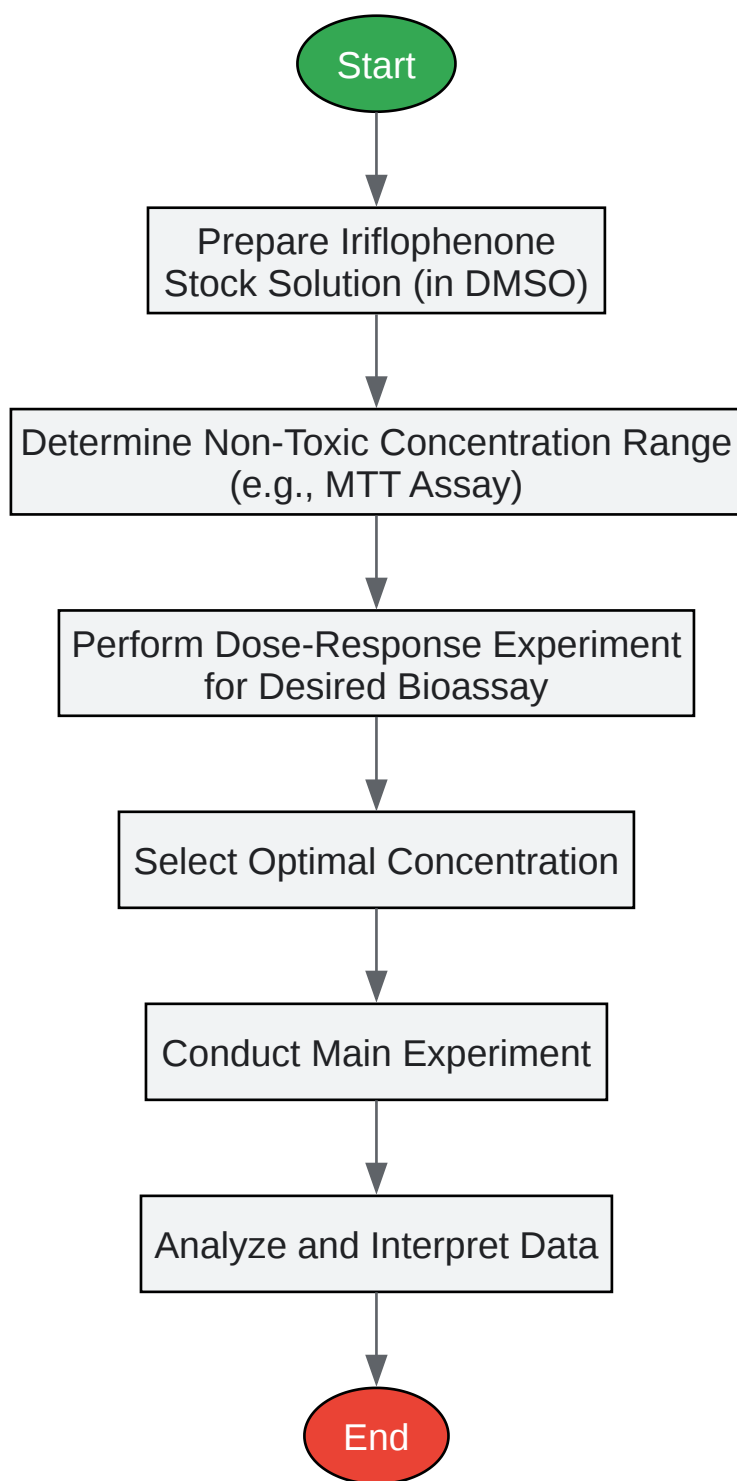 Start
Prepare Iriflophenone
Stock Solution (in DMSO)
Determine Non-Toxic Concentration Range
(e.g., MTT Assay)
Perform Dose-Response Experiment
for Desired Bioassay
Select Optimal Concentration
Conduct Main Experiment
Analyze and Interpret Data
End